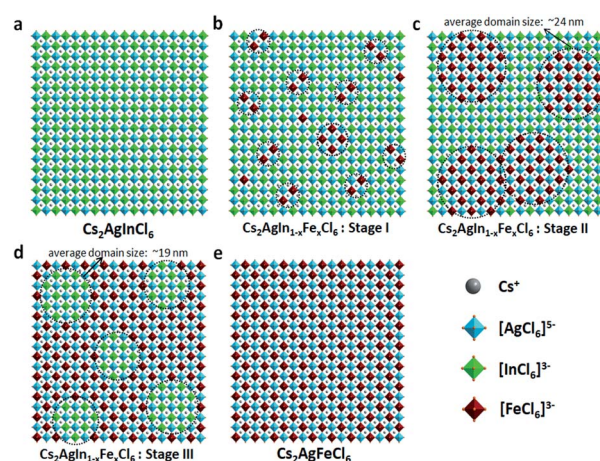 a
b
c
average domain size: ~24 nm
Cs₂AgInCl₆
Cs₂AgIn₁₋ₓFeₓCl₆ : Stage I
Cs₂AgIn₁₋ₓFeₓCl₆ : Stage II
d
average domain size: ~19 nm
e
Cs⁺
[AgCl₆]⁵⁻
[InCl₆]³⁻
[FeCl₆]³⁻
Cs₂AgIn₁₋ₓFeₓCl₆ : Stage III
Cs₂AgFeCl₆